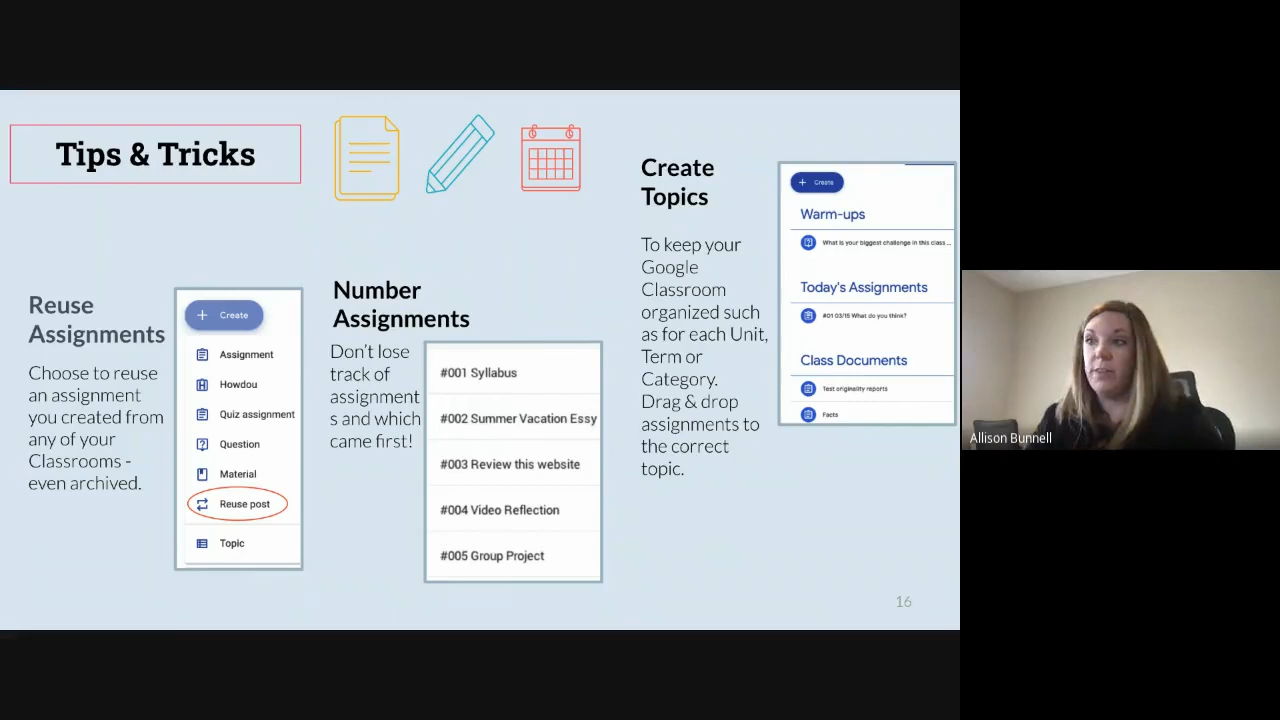 Tips & Tricks
Reuse
Assignments
Choose to reuse
an assignment
you created from
any of your
Classrooms -
even archived.
+ Create
Assignment
Howdou
Quiz assignment
Question
Material
Reuse post
Topic
Number
Assignments
Don't lose
track of
assignment
s and which
came first!
#001 Syllabus
#002 Summer Vacation Essy
#003 Review this website
#004 Video Reflection
#005 Group Project
Create
Topics
To keep your
Google
Classroom
organized such
as for each Unit,
Term or
Category.
Drag & drop
assignments to
the correct
topic.
+ Create
Warm-ups
What is your biggest challenge in this class ...
Today's Assignments
#01 03/15 What do you think?
Class Documents
Test originality reports
Facts
16
Allison Bunnell